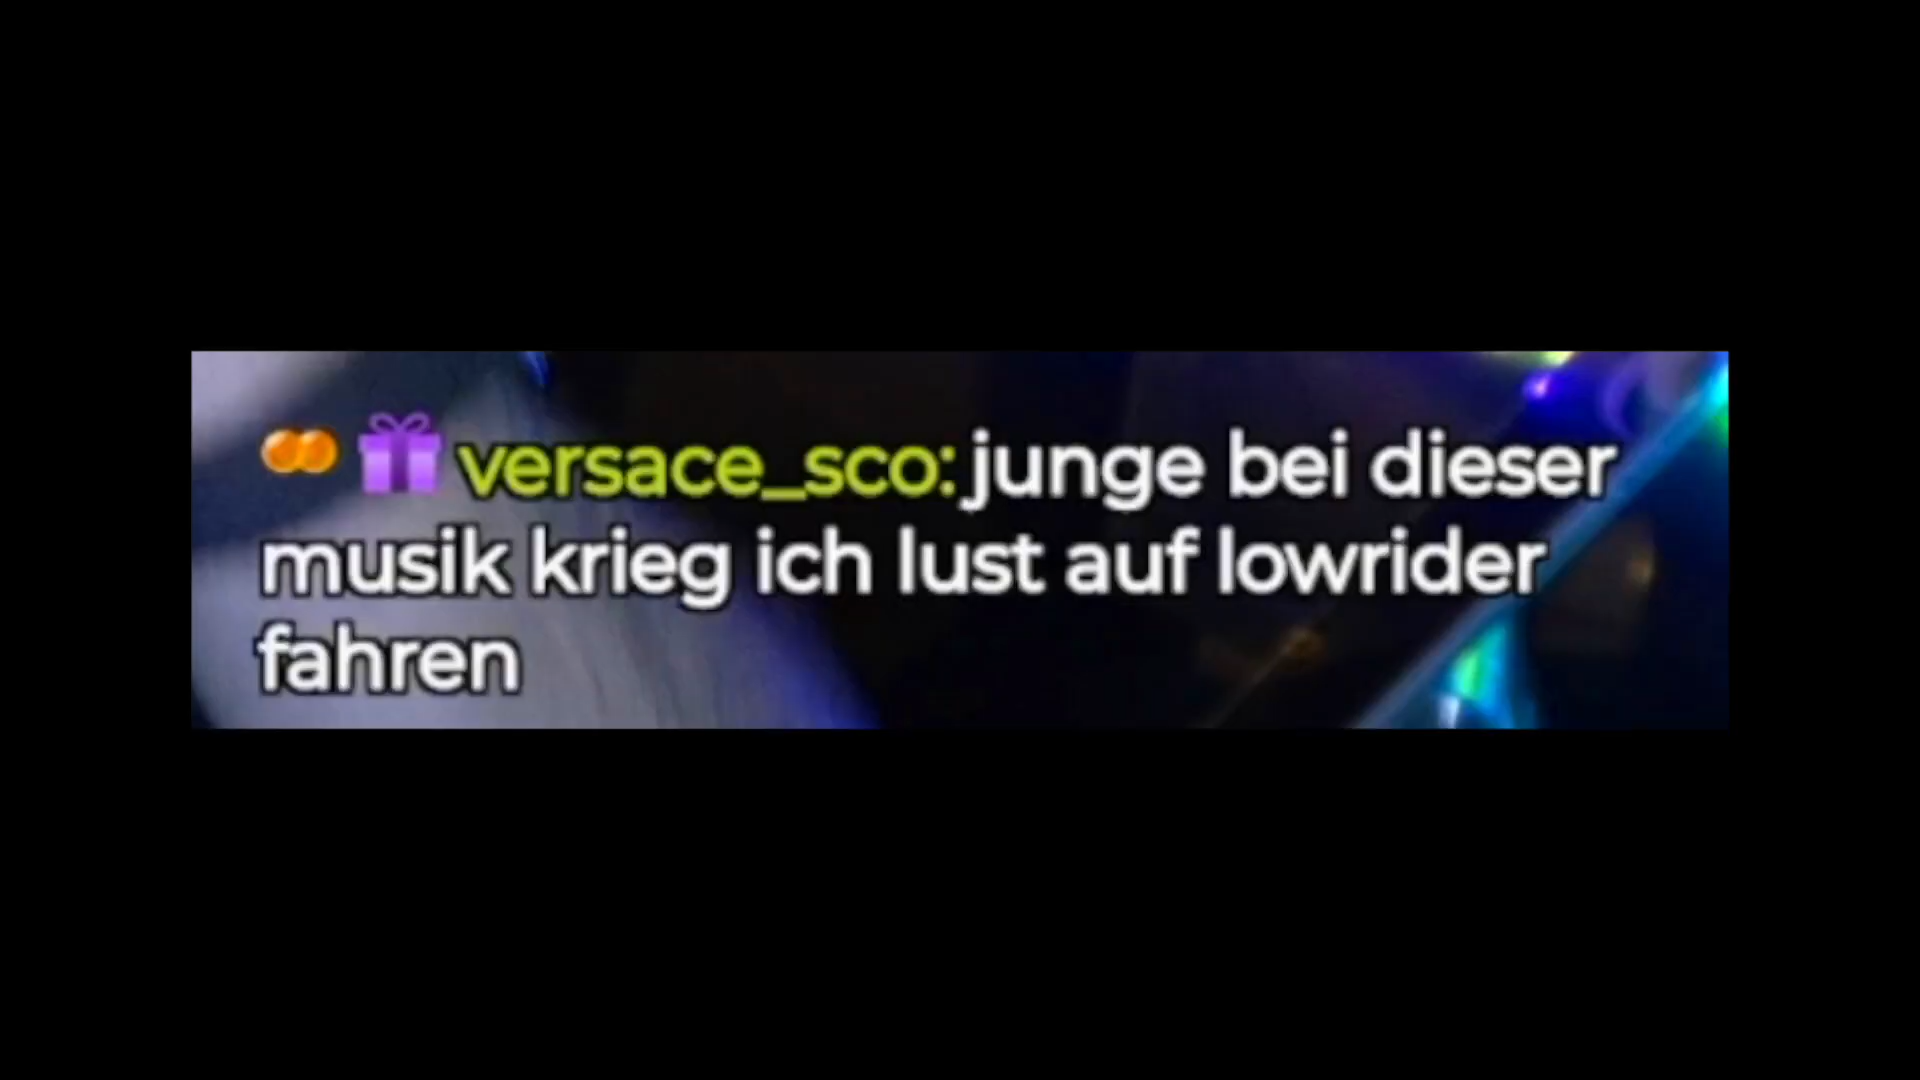 versace_sco: junge bei dieser
musik krieg ich lust auf lowrider
fahren